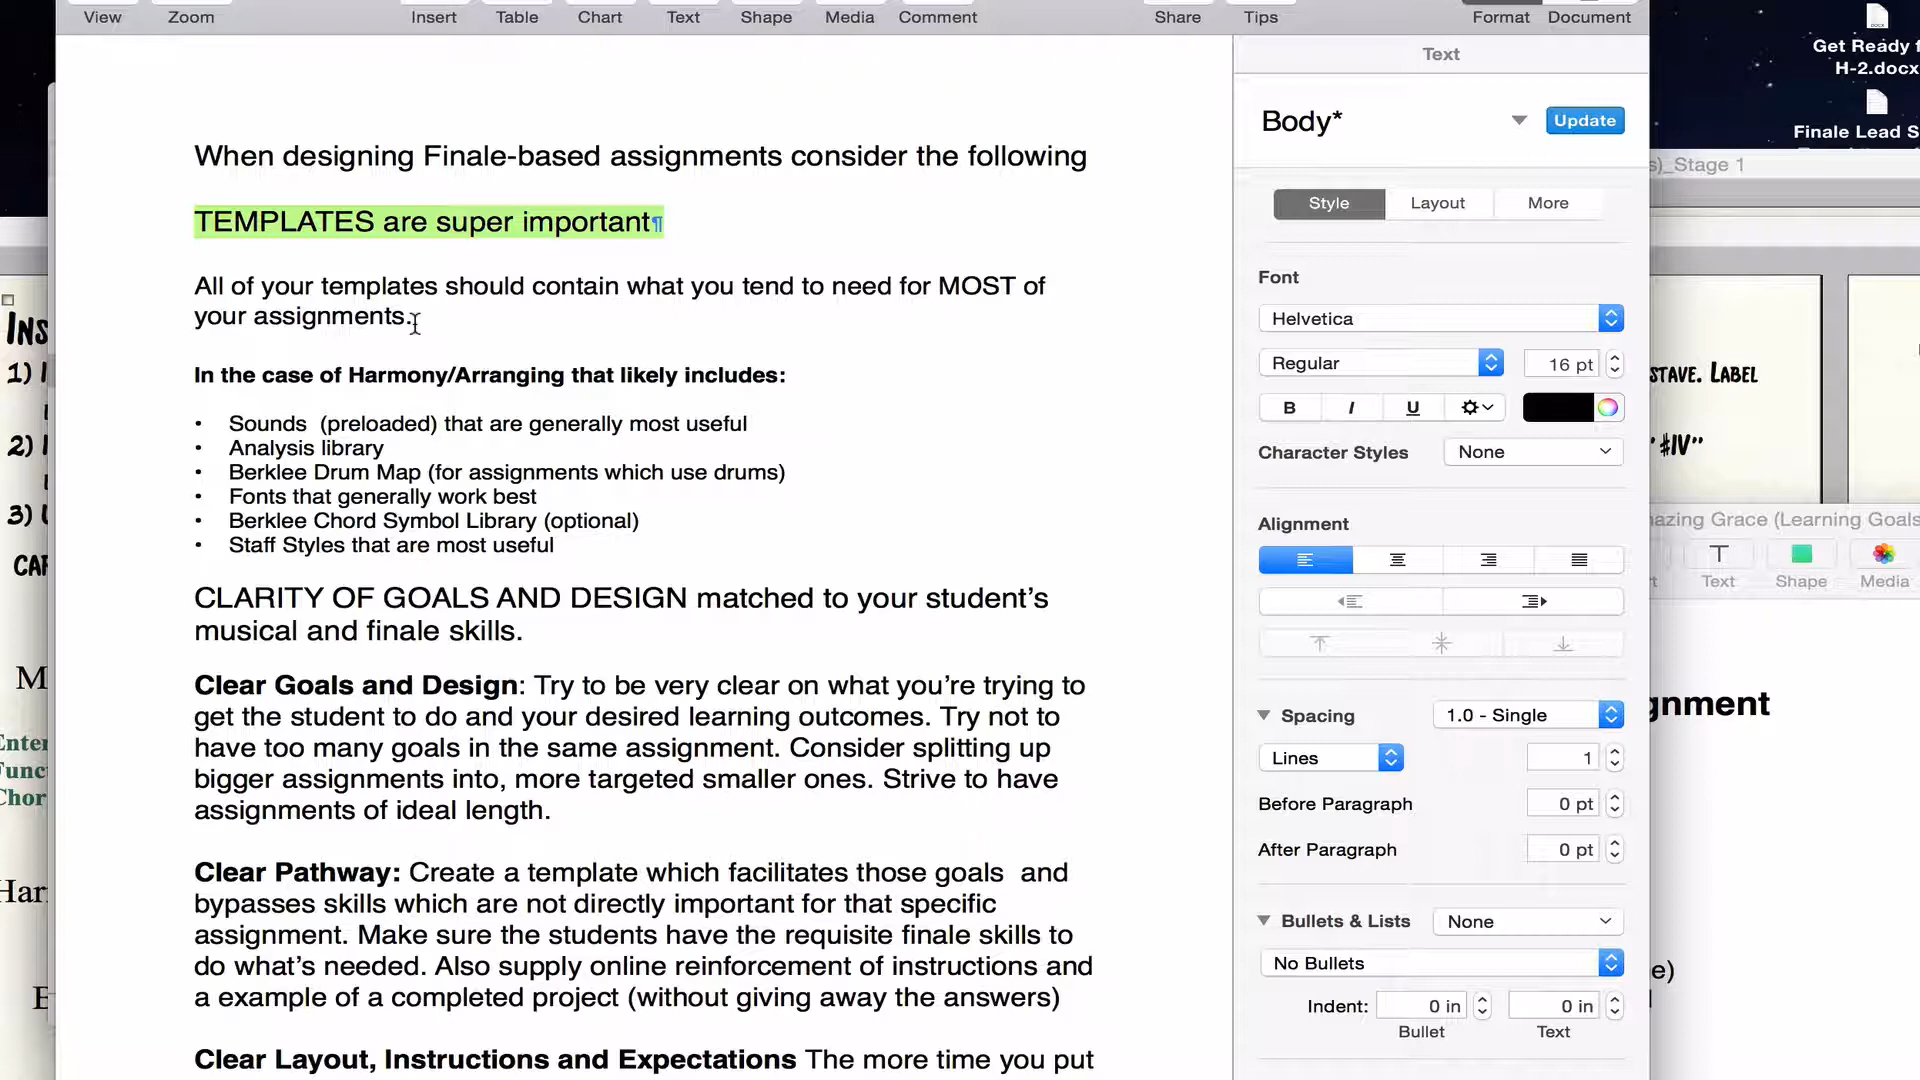 View
Zoom
Insert
Table
Chart
Text
Shape
Media
Comment
Share
Tips
Format
Document
When designing Finale-based assignments consider the following
TEMPLATES are super important¶
All of your templates should contain what you tend to need for MOST of
your assignments.
In the case of Harmony/Arranging that likely includes:
• Sounds  (preloaded) that are generally most useful
• Analysis library
• Berklee Drum Map (for assignments which use drums)
• Fonts that generally work best
• Berklee Chord Symbol Library (optional)
• Staff Styles that are most useful
CLARITY OF GOALS AND DESIGN matched to your student’s
musical and finale skills.
Clear Goals and Design: Try to be very clear on what you’re trying to
get the student to do and your desired learning outcomes. Try not to
have too many goals in the same assignment. Consider splitting up
bigger assignments into, more targeted smaller ones. Strive to have
assignments of ideal length.
Clear Pathway: Create a template which facilitates those goals  and
bypasses skills which are not directly important for that specific
assignment. Make sure the students have the requisite finale skills to
do what’s needed. Also supply online reinforcement of instructions and
a example of a completed project (without giving away the answers)
Clear Layout, Instructions and Expectations The more time you put
Text
Body*
Update
Style
Layout
More
Font
Helvetica
Regular
16 pt
B
I
U
Character Styles
None
Alignment
Spacing
1.0 - Single
Lines
1
Before Paragraph
0 pt
After Paragraph
0 pt
Bullets & Lists
None
No Bullets
Indent:
0 in
0 in
Bullet
Text
Get Ready f
H-2.docx
Finale Lead S
s)_Stage 1
STAVE. LABEL
" #IV"
azing Grace (Learning Goals
Text
Shape
Media
gnment
e)
INS
1)
2)
3)
CAF
M
Enter
Func
Chor
Har